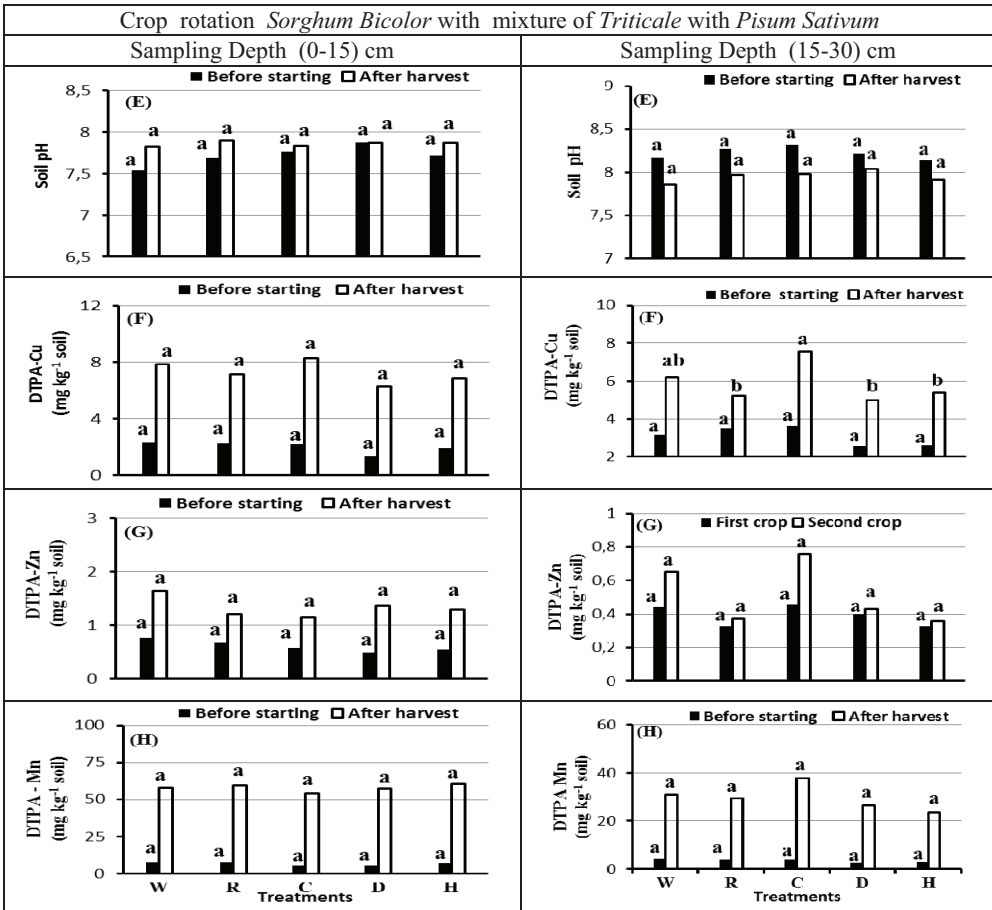 Crop rotation Sorghum Bicolor with mixture of Triticale with Pisum Sativum
Sampling Depth (0-15) cm
Sampling Depth (15-30) cm
Before starting After harvest
(E)
8,5
8
7,5
7
6,5
Soil pH
a a a a a a a a a a
Before starting After harvest
(E)
9
8,5
8
7,5
7
Soil pH
a a a a a a a a a a
Before starting After harvest
(F)
12
8
4
0
DTPA-Cu
(mg kg-1 soil)
a a a a a a a a a a
Before starting After harvest
(F)
10
8
6
4
2
DTPA-Cu
(mg kg-1 soil)
a ab a b a a a b a b
Before starting After harvest
(G)
3
2
1
0
DTPA-Zn
(mg kg-1 soil)
a a a a a a a a a a
First crop Second crop
(G)
1
0,8
0,6
0,4
0,2
0
DTPA-Zn
(mg kg-1 soil)
a a a a a a a a a a
Before starting After harvest
(H)
100
75
50
25
0
DTPA - Mn
(mg kg-1 soil)
a a a a a a a a a a
W R C D H
Treatments
Before starting After harvest
(H)
60
40
20
0
DTPA Mn
(mg kg-1 soil)
a a a a a a a a a a
W R C D H
Treatments